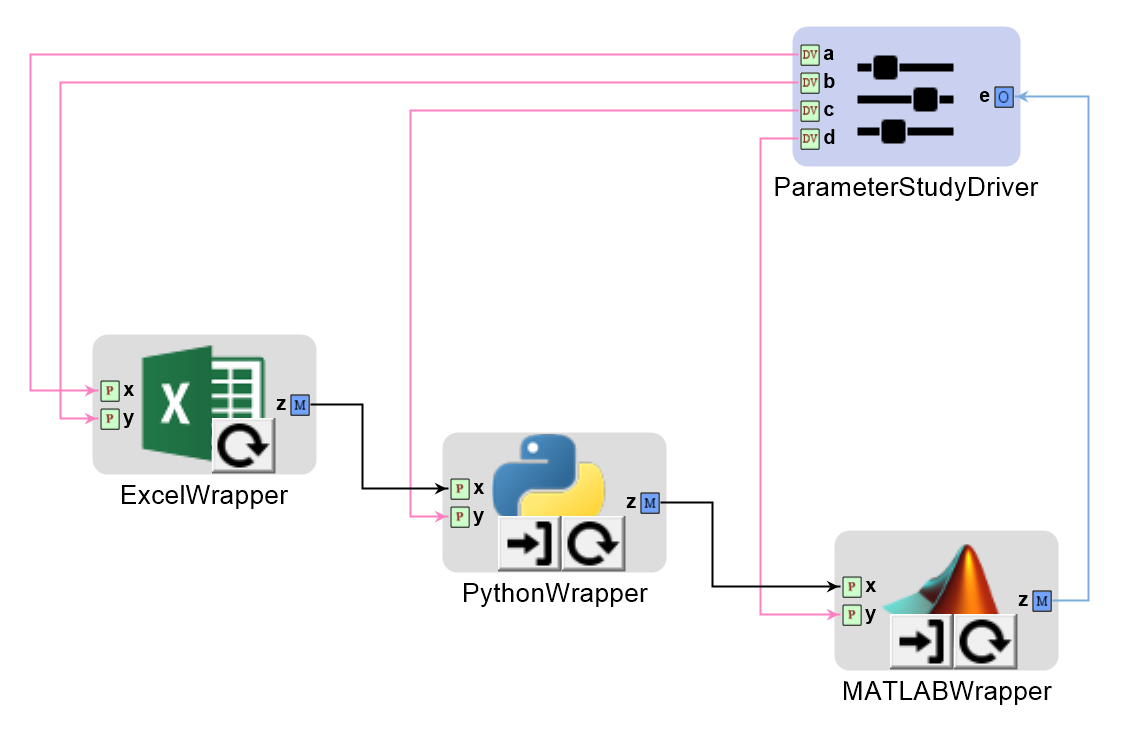 DV a
DV b
DV c
DV d
e O
ParameterStudyDriver
X
P x
P y
z M
ExcelWrapper
P x
P y
z M
PythonWrapper
P x
P y
z M
MATLABWrapper